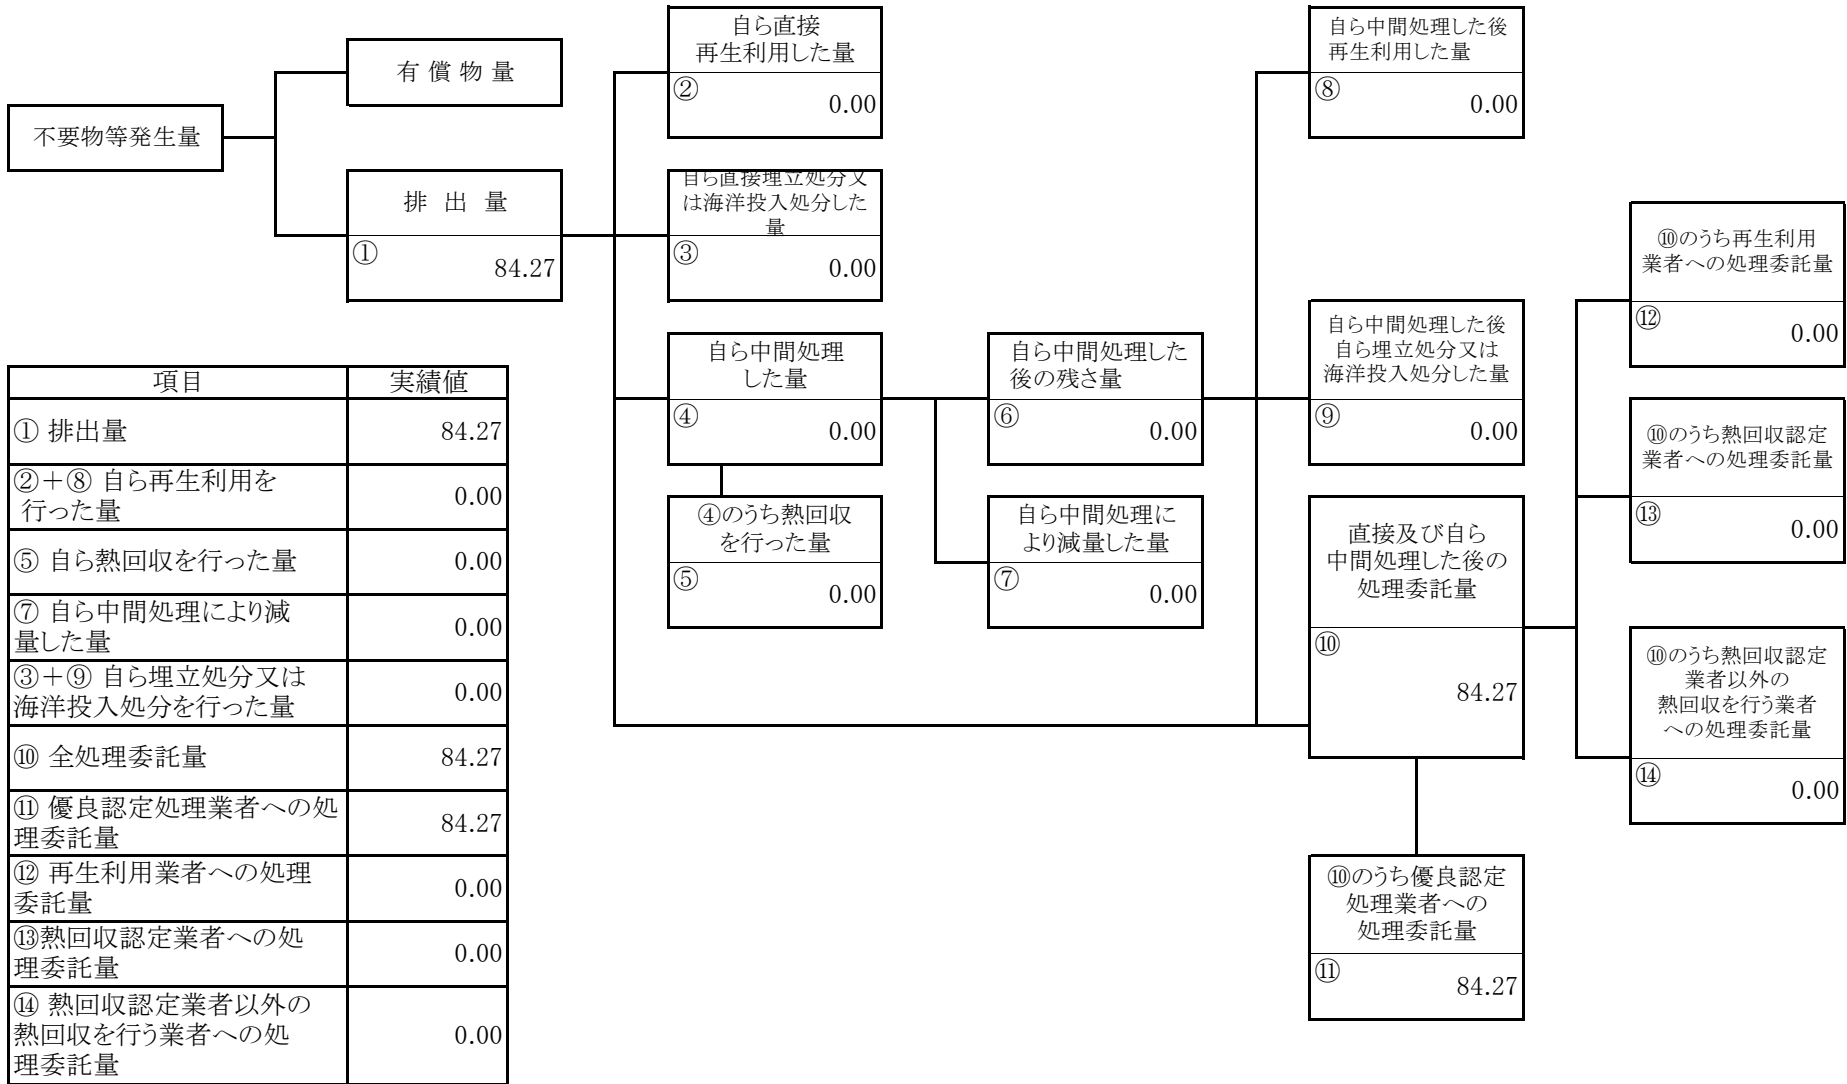 不要物等発生量
有 償 物 量
排 出 量
①
84.27
自ら直接
再生利用した量
②
0.00
自ら直接埋立処分又
は海洋投入処分した
量
③
0.00
自ら中間処理
した量
④
0.00
④のうち熱回収
を行った量
⑤
0.00
自ら中間処理した
後の残さ量
⑥
0.00
自ら中間処理に
より減量した量
⑦
0.00
自ら中間処理した後
再生利用した量
⑧
0.00
自ら中間処理した後
自ら埋立処分又は
海洋投入処分した量
⑨
0.00
直接及び自ら
中間処理した後の
処理委託量
⑩
84.27
⑩のうち優良認定
処理業者への
処理委託量
⑪
84.27
⑩のうち再生利用
業者への処理委託量
⑫
0.00
⑩のうち熱回収認定
業者への処理委託量
⑬
0.00
⑩のうち熱回収認定
業者以外の
熱回収を行う業者
への処理委託量
⑭
0.00
項目 実績値
① 排出量 84.27
②＋⑧ 自ら再生利用を
行った量
0.00
⑤ 自ら熱回収を行った量 0.00
⑦ 自ら中間処理により減
量した量
0.00
③＋⑨ 自ら埋立処分又は
海洋投入処分を行った量
0.00
⑩ 全処理委託量 84.27
⑪ 優良認定処理業者への処
理委託量
84.27
⑫ 再生利用業者への処理
委託量
0.00
⑬熱回収認定業者への処
理委託量
0.00
⑭ 熱回収認定業者以外の
熱回収を行う業者への処
理委託量
0.00